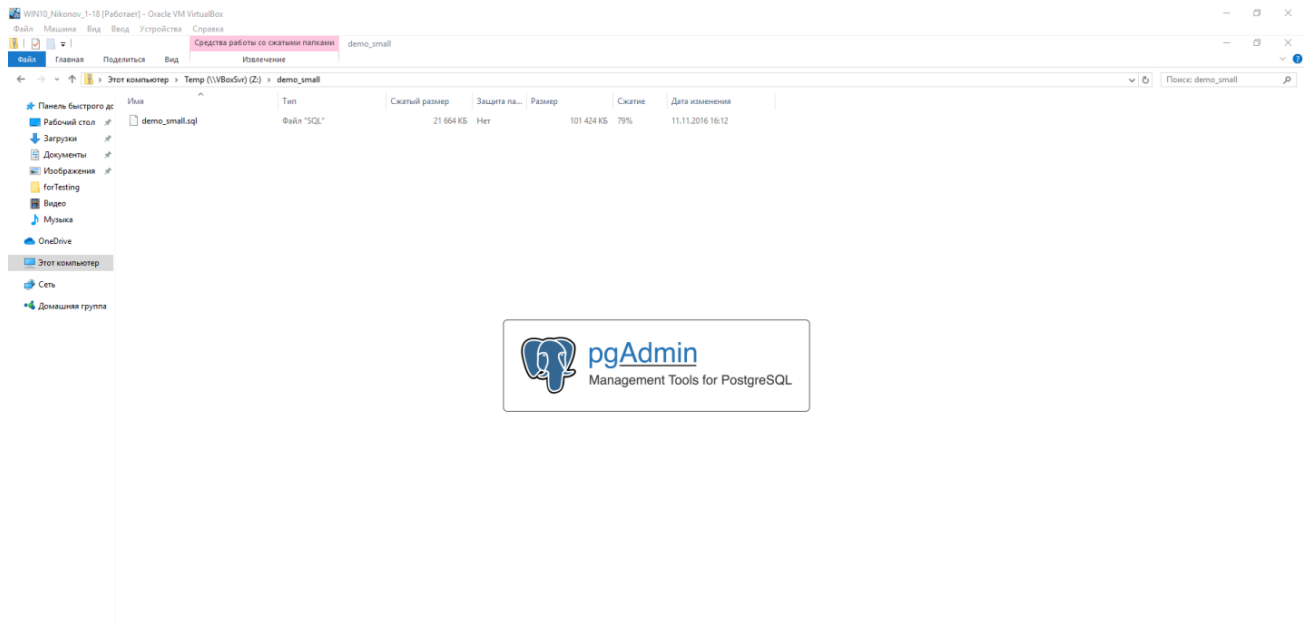 WIN10_Nikonov_1-18 [Работает] - Oracle VM VirtualBox
Файл Машина Вид Ввод Устройства Справка
Средства работы со сжатыми папками demo_small
Файл Главная Поделиться Вид Извлечение
Этот компьютер › Temp (\\VBoxSvr) (Z:) › demo_small
Поиск: demo_small
Имя Тип Сжатый размер Защита па... Размер Сжатие Дата изменения
demo_small.sql Файл "SQL" 21 664 КБ Нет 101 424 КБ 79% 11.11.2016 16:12
Панель быстрого дс
Рабочий стол
Загрузки
Документы
Изображения
forTesting
Видео
Музыка
OneDrive
Этот компьютер
Сеть
Домашняя группа
pgAdmin
Management Tools for PostgreSQL